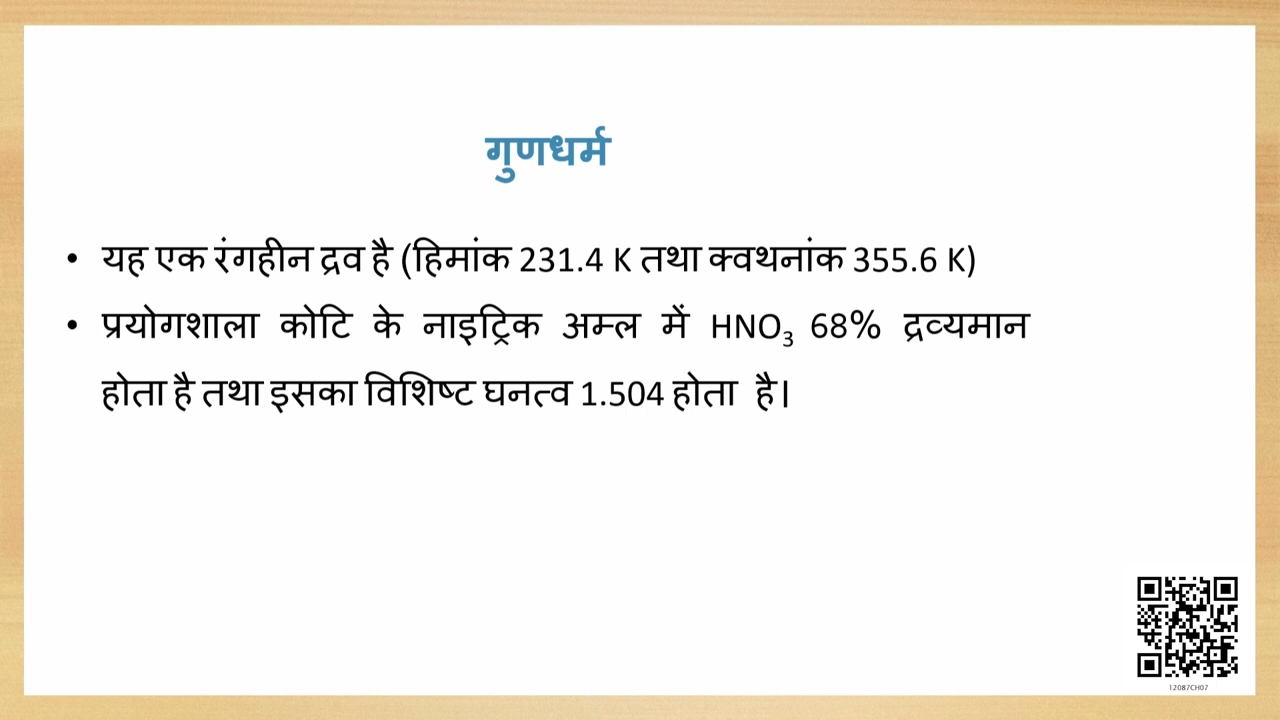 गुणधर्म
• यह एक रंगहीन द्रव है (हिमांक 231.4 K तथा क्वथनांक 355.6 K)
• प्रयोगशाला कोटि के नाइट्रिक अम्ल में HNO₃ 68% द्रव्यमान
होता है तथा इसका विशिष्ट घनत्व 1.504 होता है।
12087CH07